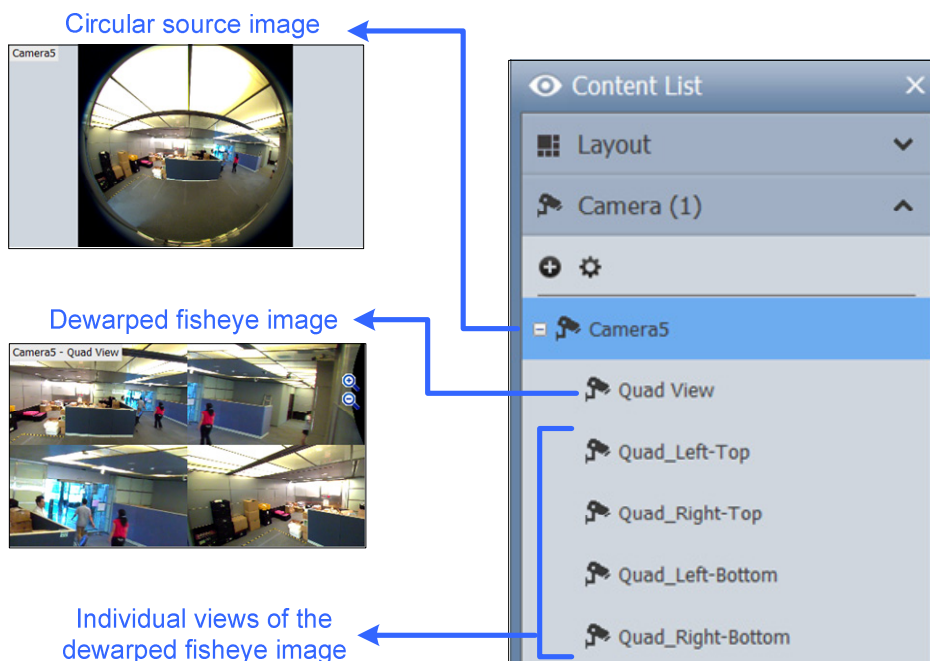 Circular source image
Camera5
Content List
Layout
Camera (1)
Camera5
Dewarped fisheye image
Camera5 - Quad View
Quad View
Quad_Left-Top
Quad_Right-Top
Quad_Left-Bottom
Quad_Right-Bottom
Individual views of the
dewarped fisheye image